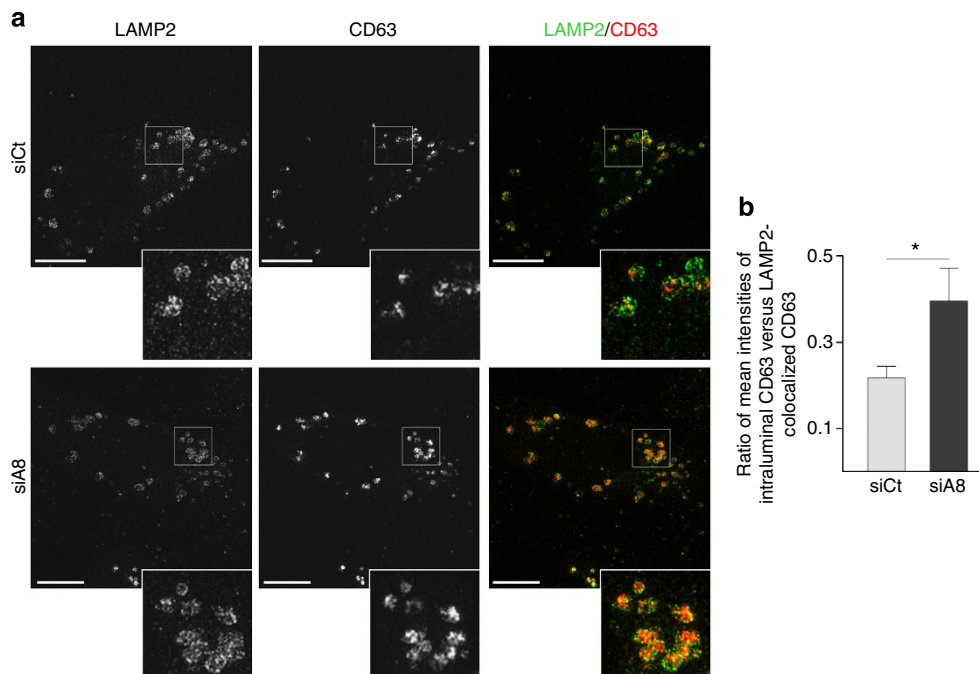 a
LAMP2 CD63 LAMP2/CD63
siCt
siA8
b
Ratio of mean intensities of
intraluminal CD63 versus LAMP2-
colocalized CD63
0.5
0.3
0.1
*
siCt siA8